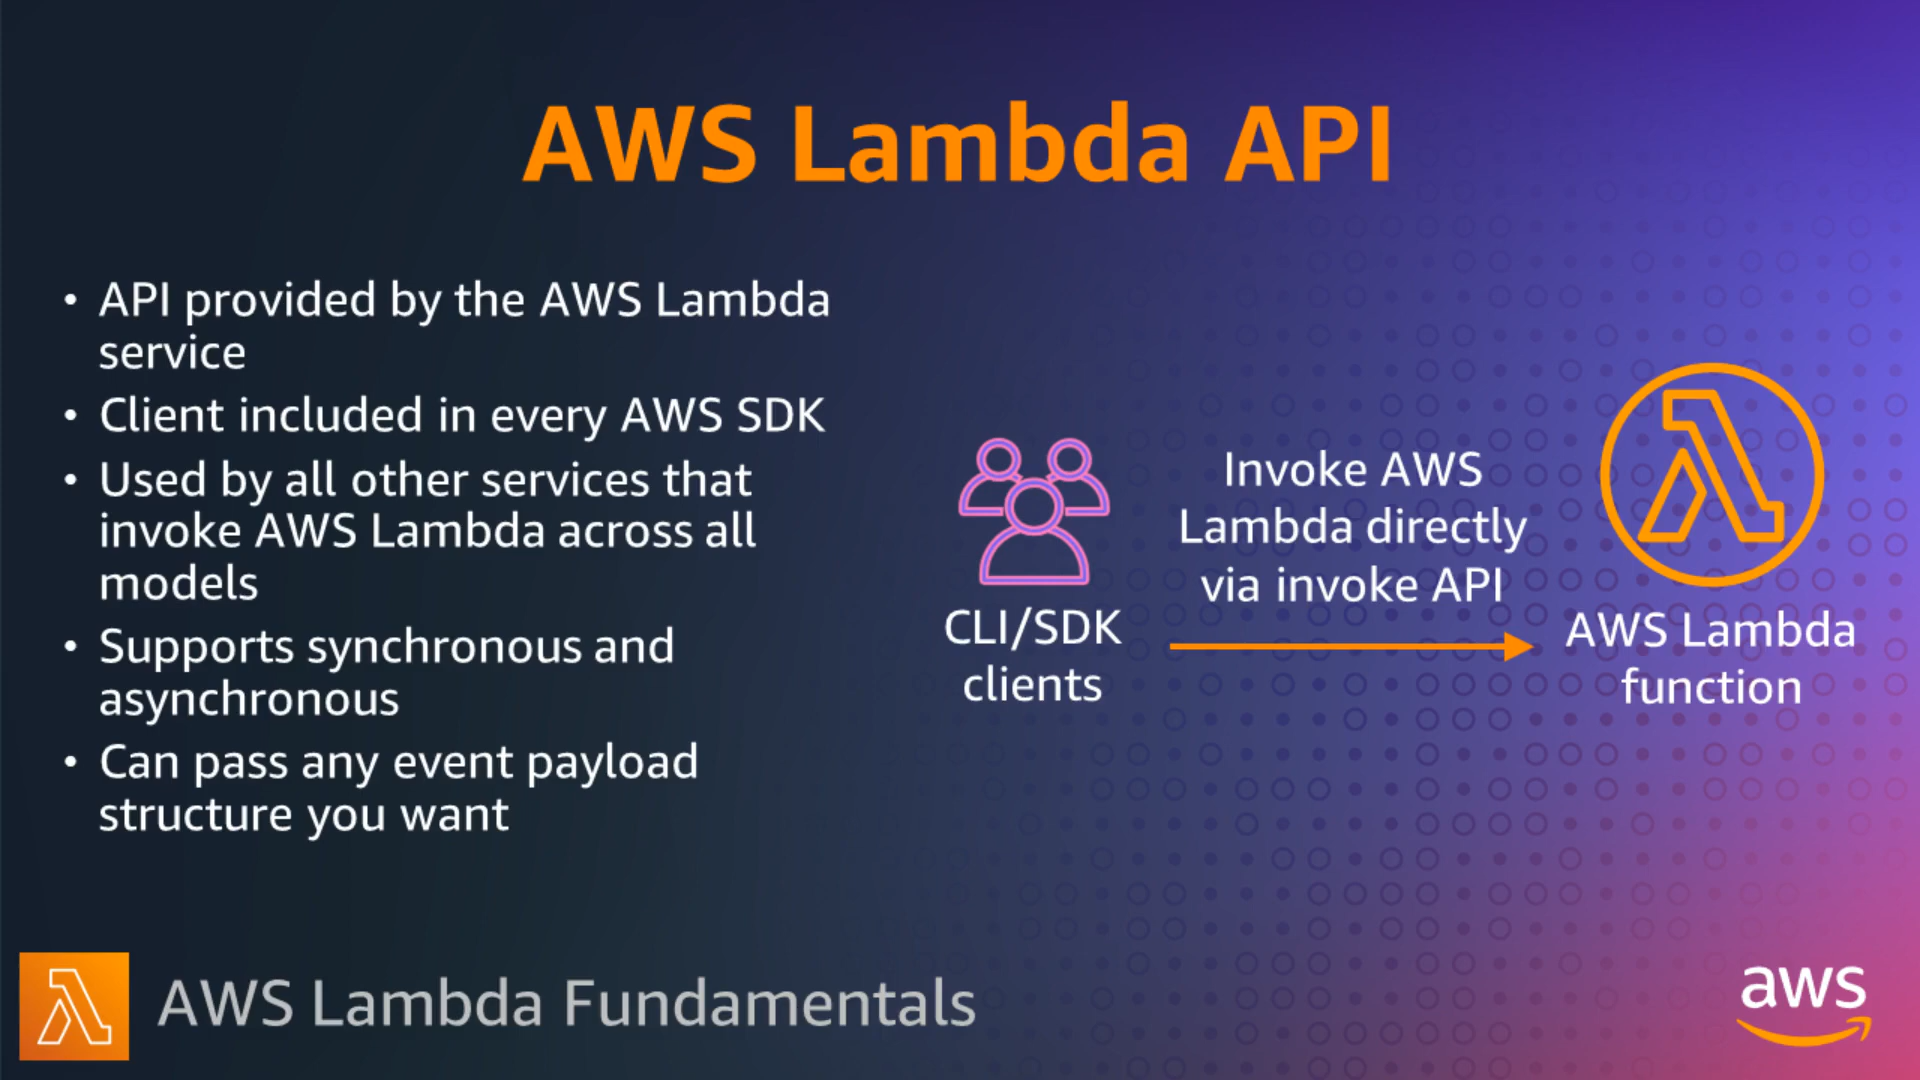 AWS Lambda API
• API provided by the AWS Lambda
service
• Client included in every AWS SDK
• Used by all other services that
invoke AWS Lambda across all
models
• Supports synchronous and
asynchronous
• Can pass any event payload
structure you want
CLI/SDK
clients
Invoke AWS
Lambda directly
via invoke API
AWS Lambda
function
AWS Lambda Fundamentals
aws